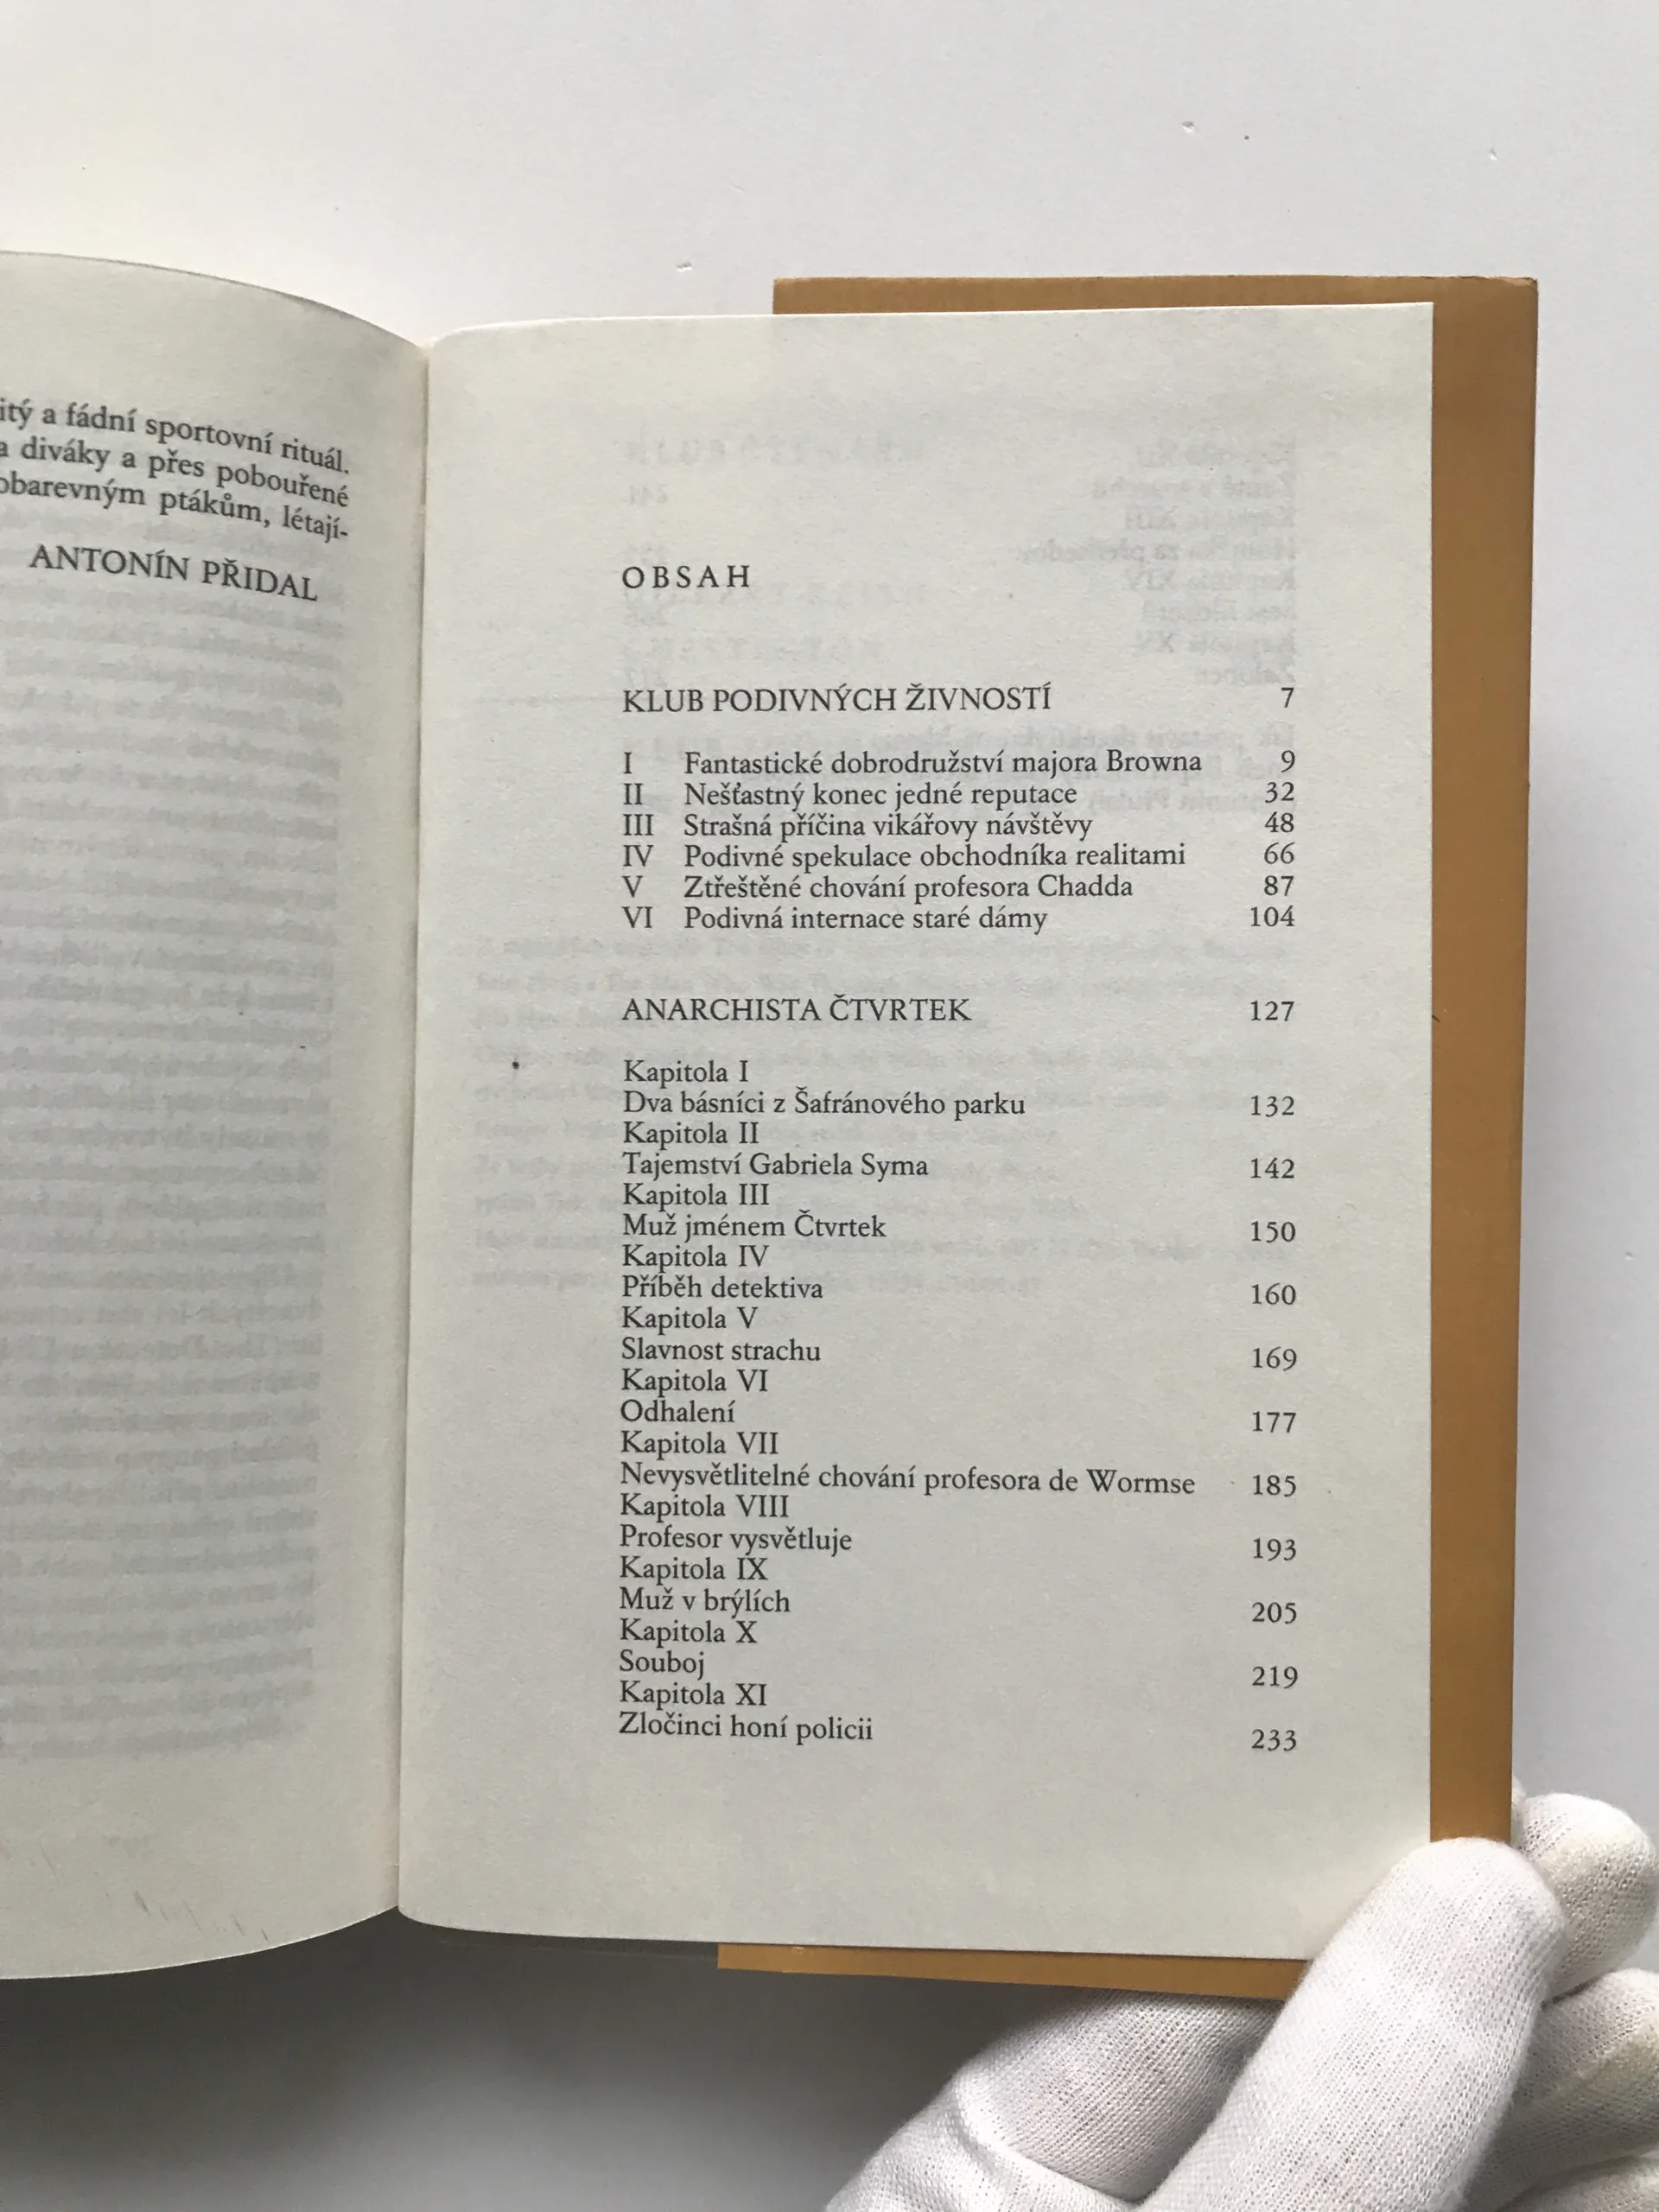 itý a fádní sportovní rituál.
a diváky a přes pobouřené
obarevným ptákům, létají-
ANTONÍN PŘIDAL
OBSAH
KLUB PODIVNÝCH ŽIVNOSTÍ 7
I Fantastické dobrodružství majora Browna 9
II Nešťastný konec jedné reputace 32
III Strašná příčina vikářovy návštěvy 48
IV Podivné spekulace obchodníka realitami 66
V Ztřeštěné chování profesora Chadda 87
VI Podivná internace staré dámy 104
ANARCHISTA ČTVRTEK 127
Kapitola I
Dva básníci z Šafránového parku 132
Kapitola II
Tajemství Gabriela Syma 142
Kapitola III
Muž jménem Čtvrtek 150
Kapitola IV
Příběh detektiva 160
Kapitola V
Slavnost strachu 169
Kapitola VI
Odhalení 177
Kapitola VII
Nevysvětlitelné chování profesora de Wormse 185
Kapitola VIII
Profesor vysvětluje 193
Kapitola IX
Muž v brýlích 205
Kapitola X
Souboj 219
Kapitola XI
Zločinci honí policii 233